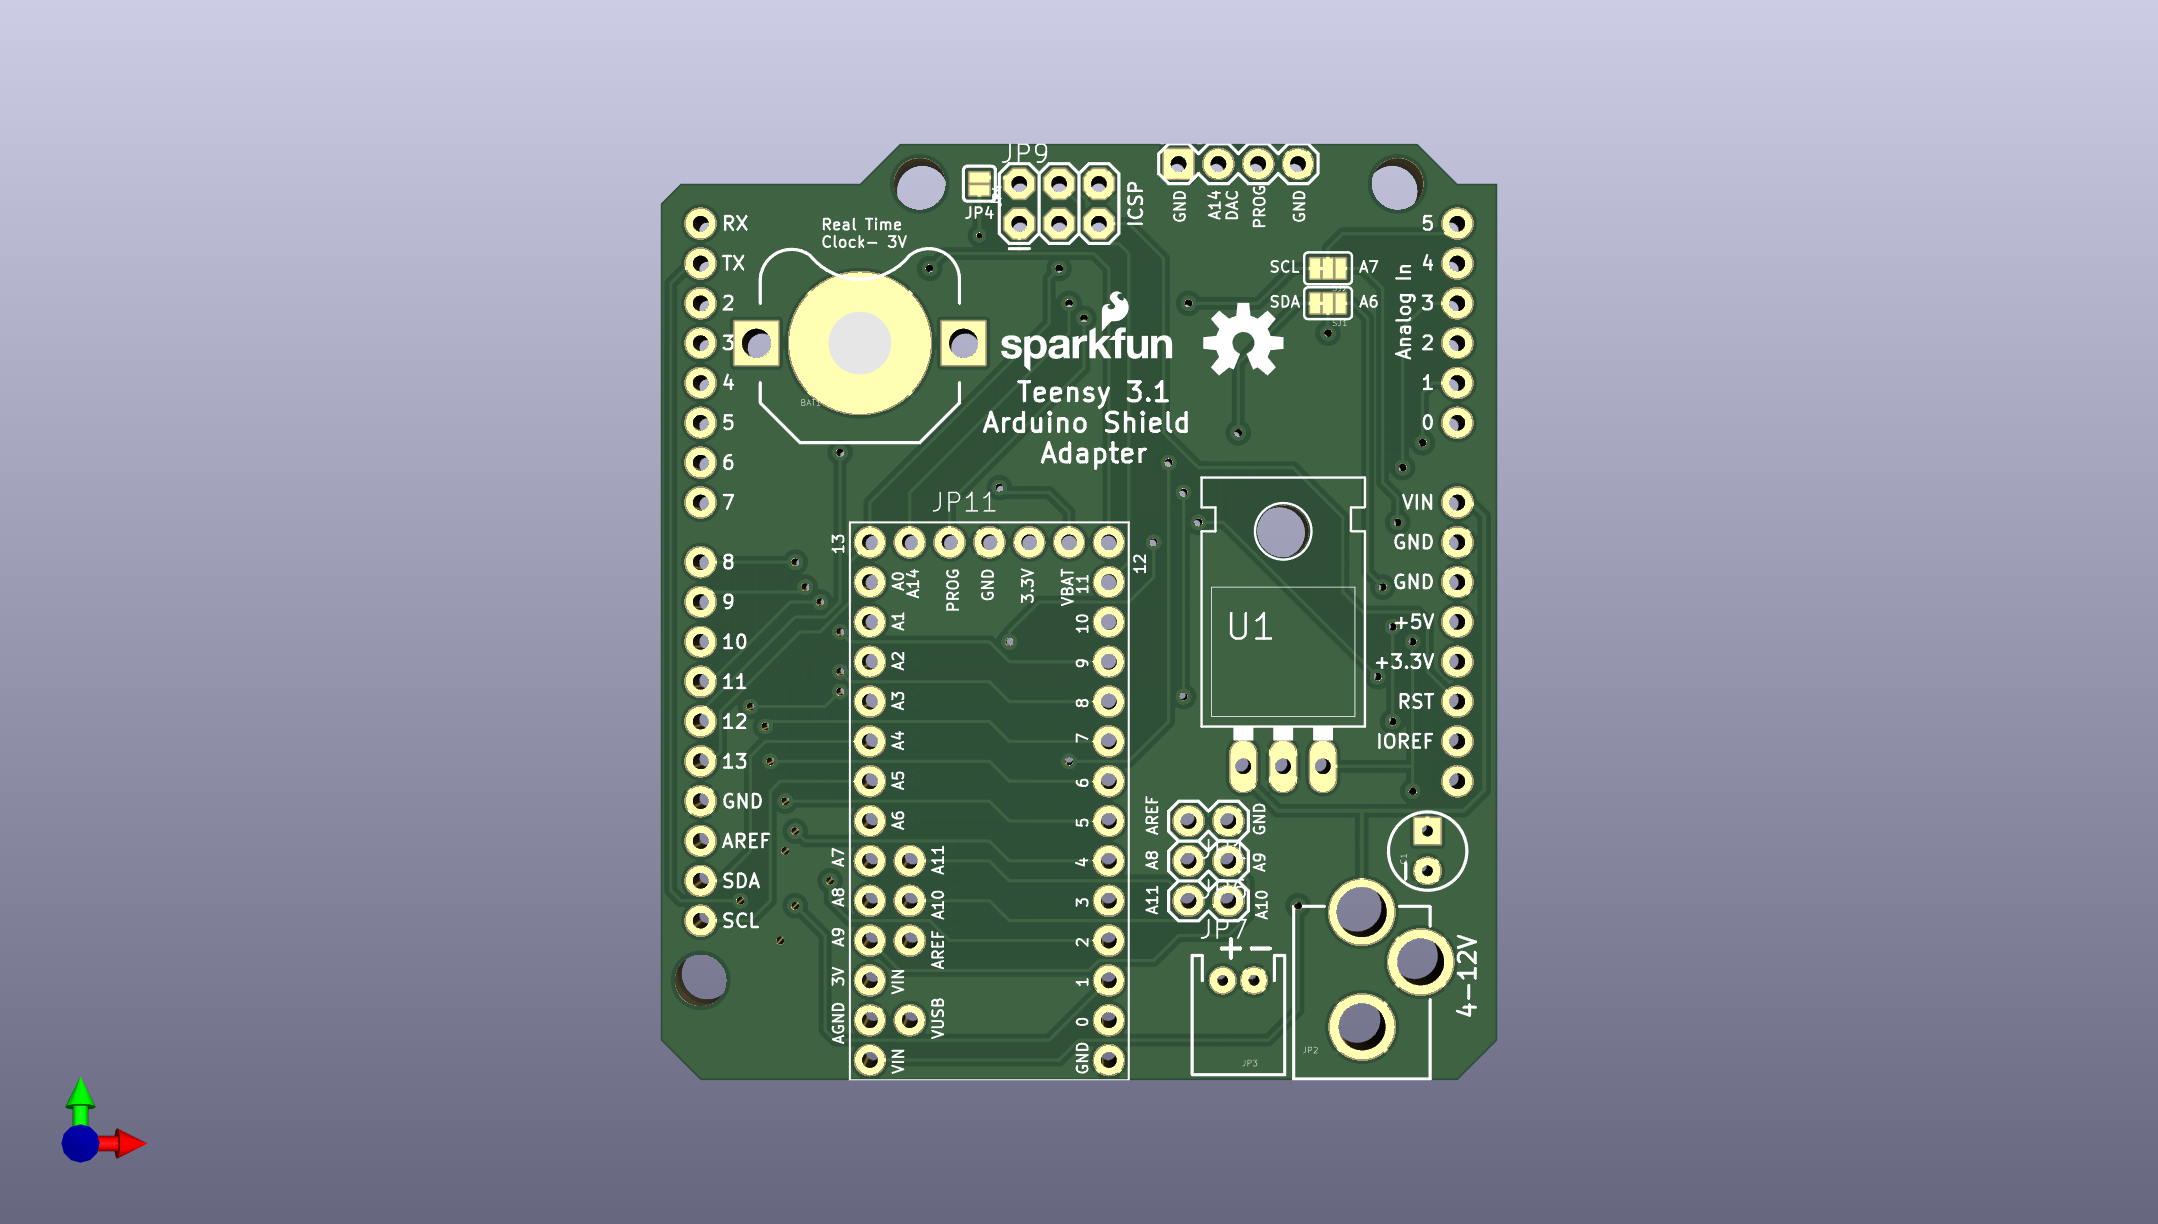 JP9
JP4
ICSP
GND
A14
DAC
PROG
GND
RX
TX
2
3
4
5
6
7
8
9
10
11
12
13
GND
AREF
SDA
SCL
Real Time
Clock- 3V
BAT1
sparkfun
Teensy 3.1
Arduino Shield
Adapter
SCL
A7
SDA
A6
SJ1
Analog In
5
4
3
2
1
0
VIN
GND
GND
+5V
+3.3V
RST
IOREF
JP11
13
A0
A14
PROG
GND
3.3V
VBAT
11
12
A1
A2
A3
A4
A5
A6
A7
A11
A8
A10
A9
AREF
3V
VIN
AGND
VUSB
VIN
10
9
8
7
6
5
4
3
2
1
0
GND
U1
AREF
GND
A8
A9
A11
A10
JP7
+ -
JP3
JP2
C1
4-12V